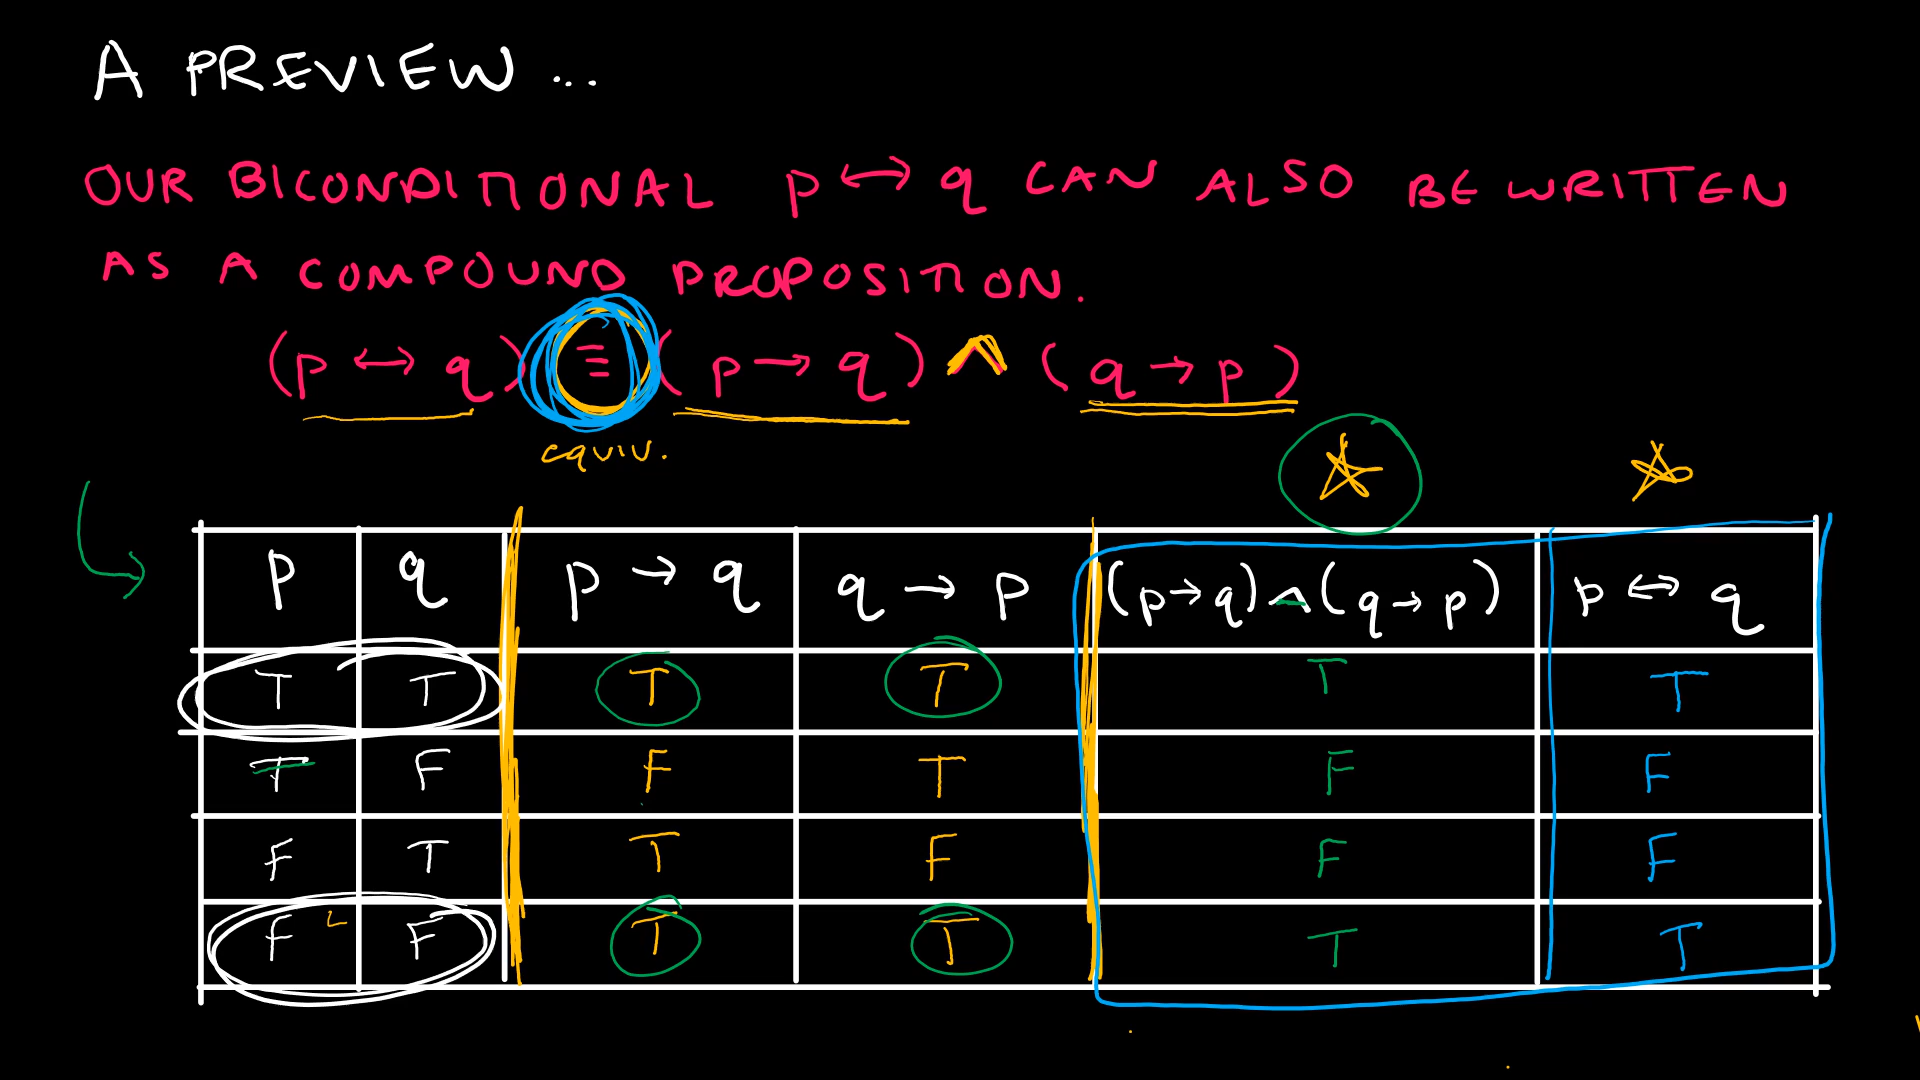 A PREVIEW...
OUR BICONDITIONAL p ↔ q CAN ALSO BE WRITTEN
AS A COMPOUND PROPOSITION.
(p ↔ q) ≡ (p → q) ∧ (q → p)
equiv.
p q p → q q → p (p→q)∧(q→p) p ↔ q
T T T T T T
T F F T F F
F T T F F F
F F T T T T